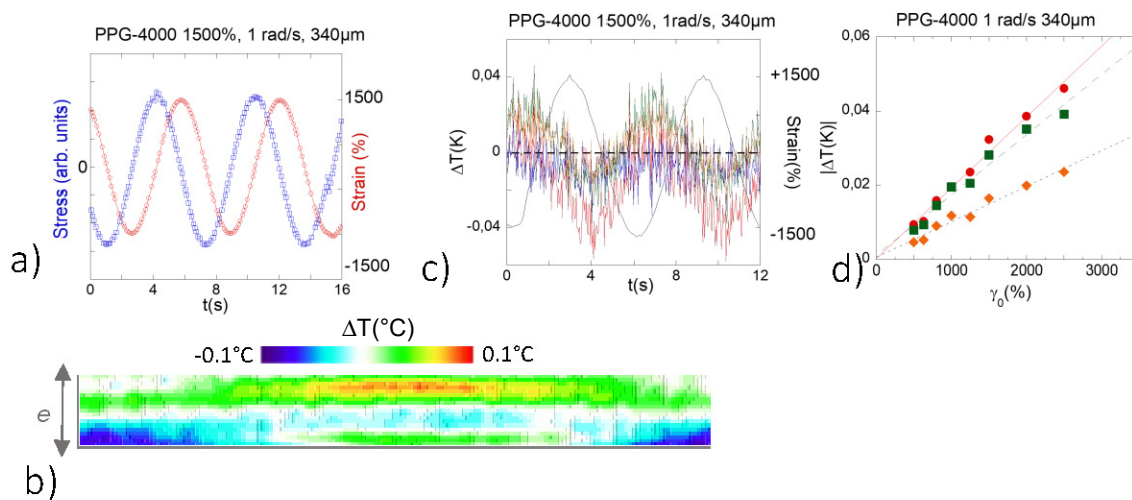 PPG-4000 1500%, 1 rad/s, 340μm
Stress (arb. units)
0
1500
-1500
Strain (%)
0 4 8 12 16
t(s)
a)
PPG-4000 1500%, 1rad/s, 340μm
ΔT(K)
0,04
0
-0.04
+1500
-1500
Strain(%)
0 4 8 12
t(s)
c)
PPG-4000 1 rad/s 340μm
|ΔT(K)|
0,06
0,04
0,02
0
0 1000 2000 3000
γ0(%)
d)
ΔT(°C)
-0.1°C 0.1°C
e
b)